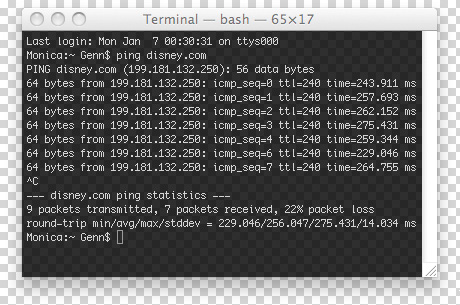 Terminal — bash — 65×17
Last login: Mon Jan  7 00:30:31 on ttys000
Monica:~ Genn$ ping disney.com
PING disney.com (199.181.132.250): 56 data bytes
64 bytes from 199.181.132.250: icmp_seq=0 ttl=240 time=243.911 ms
64 bytes from 199.181.132.250: icmp_seq=1 ttl=240 time=257.693 ms
64 bytes from 199.181.132.250: icmp_seq=2 ttl=240 time=262.152 ms
64 bytes from 199.181.132.250: icmp_seq=3 ttl=240 time=275.431 ms
64 bytes from 199.181.132.250: icmp_seq=4 ttl=240 time=259.344 ms
64 bytes from 199.181.132.250: icmp_seq=6 ttl=240 time=229.046 ms
64 bytes from 199.181.132.250: icmp_seq=7 ttl=240 time=264.755 ms
^C
--- disney.com ping statistics ---
9 packets transmitted, 7 packets received, 22% packet loss
round-trip min/avg/max/stddev = 229.046/256.047/275.431/14.034 ms
Monica:~ Genn$